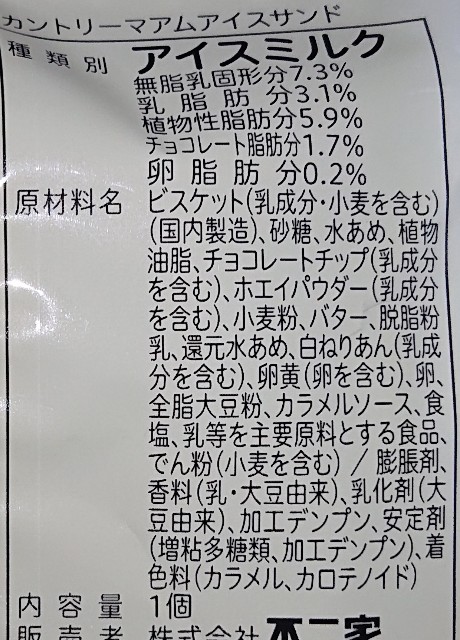 カントリーマアムアイスサンド
種類別 アイスミルク
無脂乳固形分7.3%
乳脂肪分3.1%
植物性脂肪分5.9%
チョコレート脂肪分1.7%
卵脂肪分0.2%
原材料名 ビスケット(乳成分・小麦を含む)
(国内製造)、砂糖、水あめ、植物
油脂、チョコレートチップ(乳成分
を含む)、ホエイパウダー(乳成分
を含む)、小麦粉、バター、脱脂粉
乳、還元水あめ、白ねりあん(乳成
分を含む)、卵黄(卵を含む)、卵、
全脂大豆粉、カラメルソース、食
塩、乳等を主要原料とする食品、
でん粉(小麦を含む) / 膨脹剤、
香料(乳・大豆由来)、乳化剤(大
豆由来)、加工デンプン、安定剤
(増粘多糖類、加工デンプン)、着
色料(カラメル、カロテノイド)
内容量 1個
販売者 株式会社 不二家